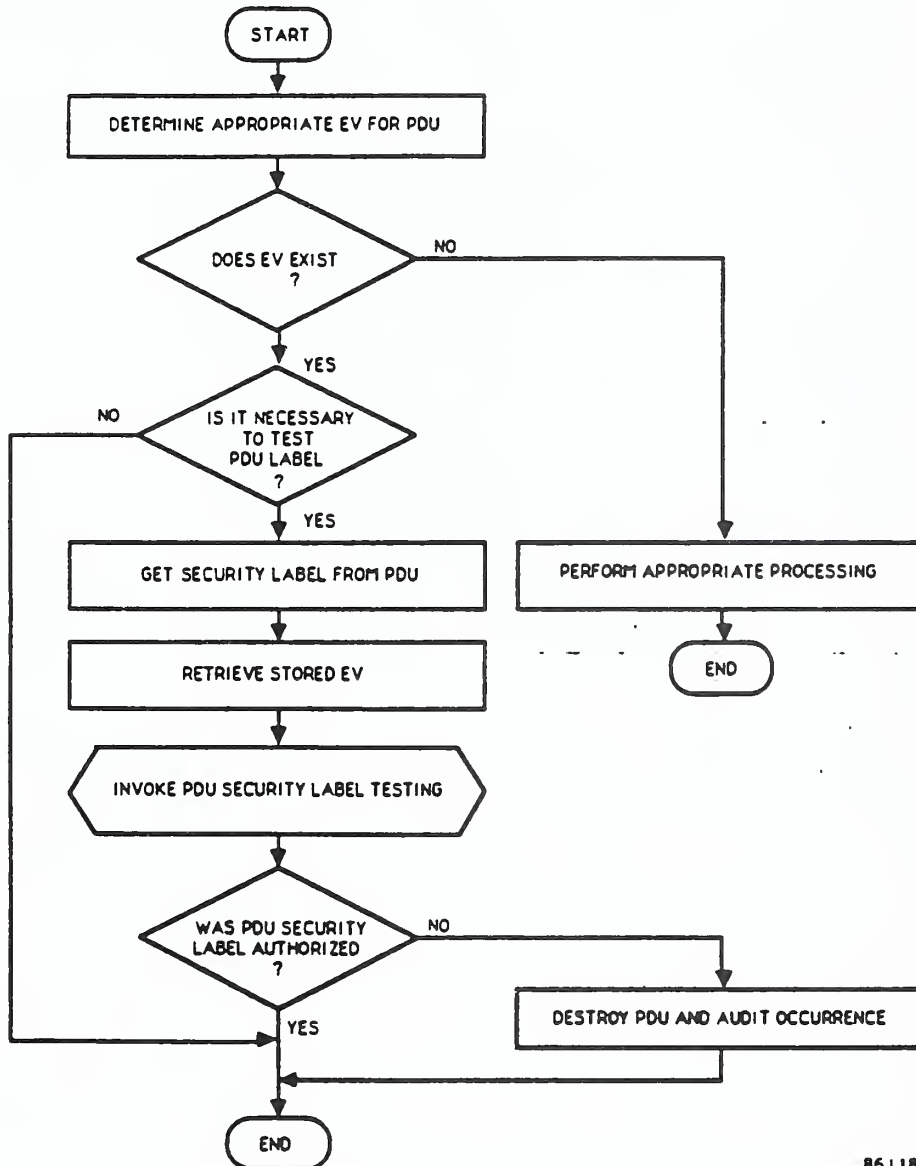 START
DETERMINE APPROPRIATE EV FOR PDU
DOES EV EXIST
?
NO
YES
NO
IS IT NECESSARY
TO TEST
PDU LABEL
?
YES
GET SECURITY LABEL FROM PDU
PERFORM APPROPRIATE PROCESSING
RETRIEVE STORED EV
END
INVOKE PDU SECURITY LABEL TESTING
WAS PDU SECURITY
LABEL AUTHORIZED
?
NO
DESTROY PDU AND AUDIT OCCURRENCE
YES
END